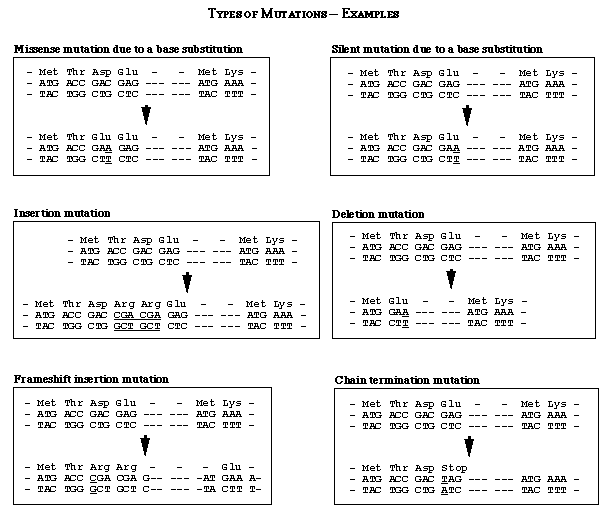 TYPES OF MUTATIONS — EXAMPLES
Missense mutation due to a base substitution
- Met Thr Asp Glu - - Met Lys -
- ATG ACC GAC GAG --- --- ATG AAA -
- TAC TGG CTG CTC --- --- TAC TTT -
- Met Thr Glu Glu - - Met Lys -
- ATG ACC GAA GAG --- --- ATG AAA -
- TAC TGG CTT CTC --- --- TAC TTT -
Silent mutation due to a base substitution
- Met Thr Asp Glu - - Met Lys -
- ATG ACC GAC GAG --- --- ATG AAA -
- TAC TGG CTG CTC --- --- TAC TTT -
- Met Thr Asp Glu - - Met Lys -
- ATG ACC GAC GAA --- --- ATG AAA -
- TAC TGG CTG CTT --- --- TAC TTT -
Insertion mutation
- Met Thr Asp Glu - - Met Lys -
- ATG ACC GAC GAG --- --- ATG AAA -
- TAC TGG CTG CTC --- --- TAC TTT -
- Met Thr Asp Arg Arg Glu - - Met Lys -
- ATG ACC GAC CGA CGA GAG --- --- ATG AAA -
- TAC TGG CTG GCT GCT CTC --- --- TAC TTT -
Deletion mutation
- Met Thr Asp Glu - - Met Lys -
- ATG ACC GAC GAG --- --- ATG AAA -
- TAC TGG CTG CTC --- --- TAC TTT -
- Met Glu - - Met Lys -
- ATG GAA --- --- ATG AAA -
- TAC CTT --- --- TAC TTT -
Frameshift insertion mutation
- Met Thr Asp Glu - - Met Lys -
- ATG ACC GAC GAG --- --- ATG AAA -
- TAC TGG CTG CTC --- --- TAC TTT -
- Met Thr Arg Arg - - Glu -
- ATG ACC CGA CGA G-- --- -AT GAA A-
- TAC TGG GCT GCT C-- --- -TA CTT T-
Chain termination mutation
- Met Thr Asp Glu - - Met Lys -
- ATG ACC GAC GAG --- --- ATG AAA -
- TAC TGG CTG CTC --- --- TAC TTT -
- Met Thr Asp Stop
- ATG ACC GAC TAG --- --- ATG AAA -
- TAC TGG CTG ATC --- --- TAC TTT -